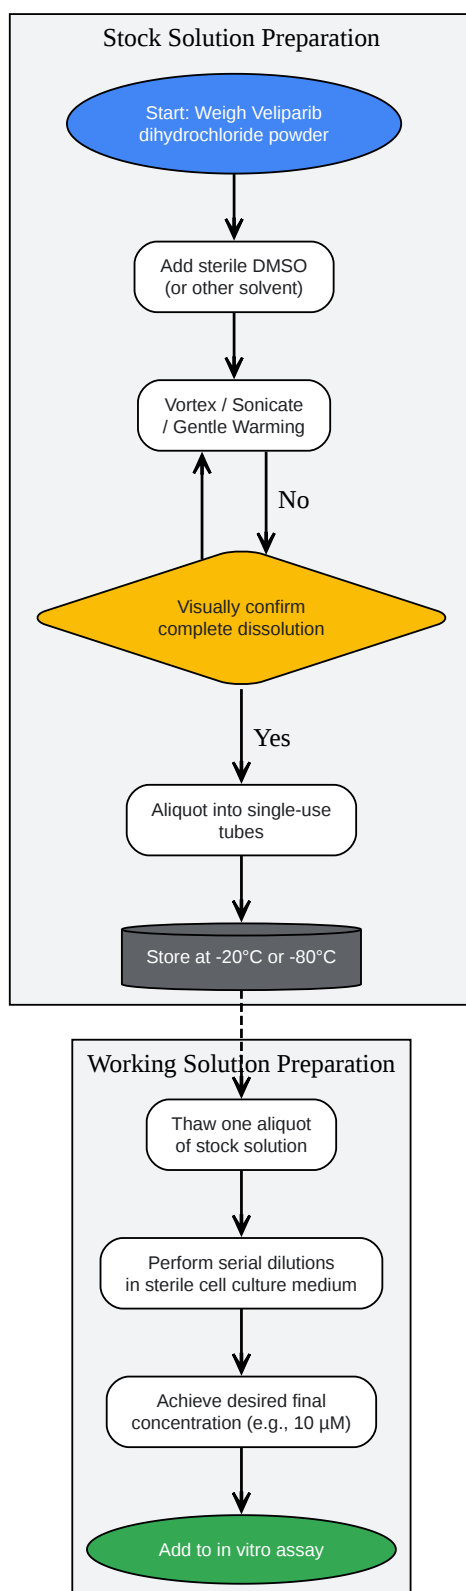 Stock Solution Preparation
Start: Weigh Veliparib
dihydrochloride powder
Add sterile DMSO
(or other solvent)
Vortex / Sonicate
/ Gentle Warming
No
Visually confirm
complete dissolution
Yes
Aliquot into single-use
tubes
Store at -20°C or -80°C
Working Solution Preparation
Thaw one aliquot
of stock solution
Perform serial dilutions
in sterile cell culture medium
Achieve desired final
concentration (e.g., 10 µM)
Add to in vitro assay